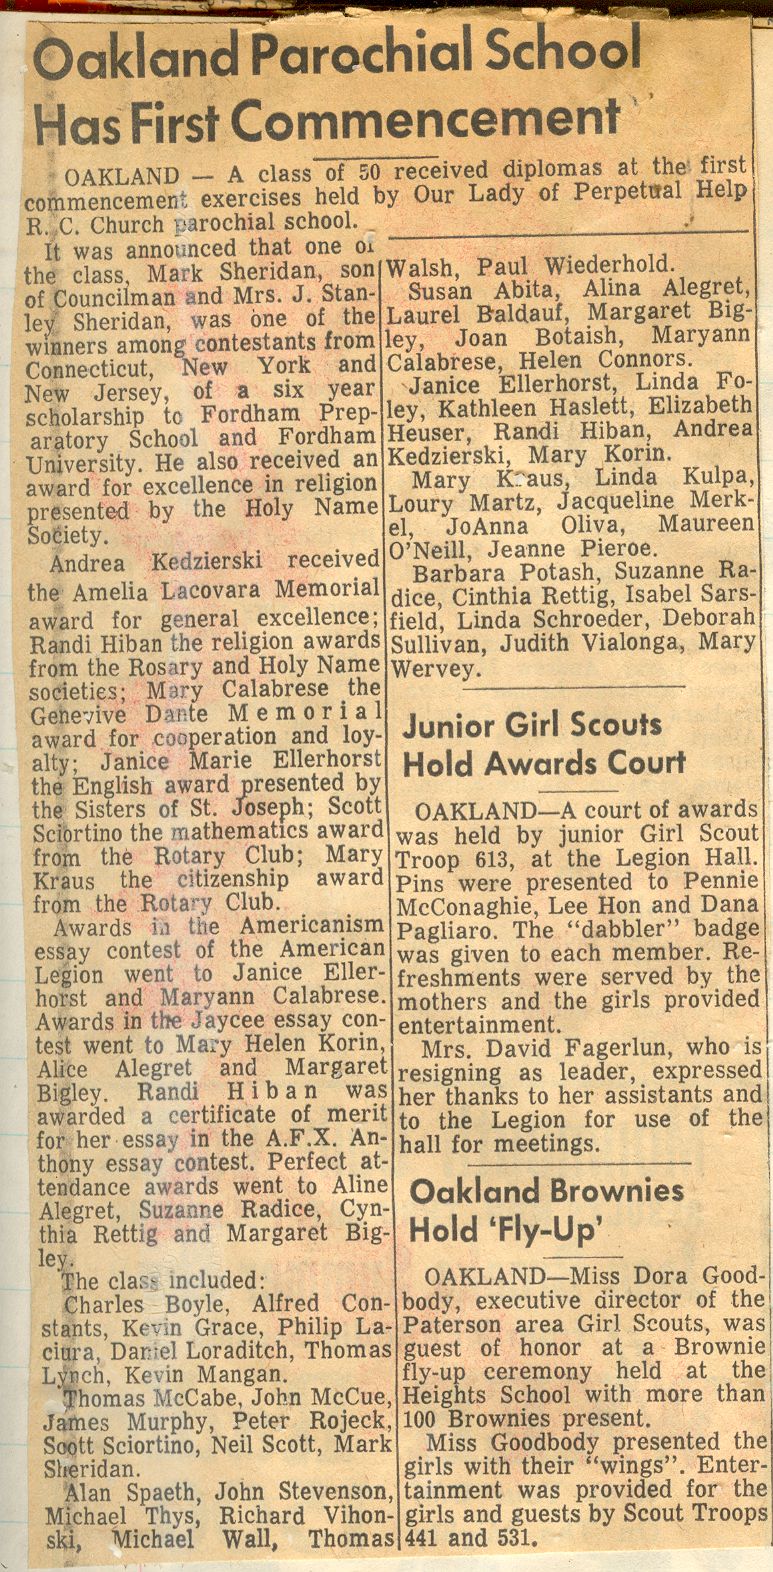 Oakland Parochial School
Has First Commencement
OAKLAND — A class of 50 received diplomas at the first
commencement exercises held by Our Lady of Perpetual Help
R. C. Church parochial school.
It was announced that one of
the class, Mark Sheridan, son
of Councilman and Mrs. J. Stan-
ley Sheridan, was one of the
winners among contestants from
Connecticut, New York and
New Jersey, of a six year
scholarship to Fordham Prep-
aratory School and Fordham
University. He also received an
award for excellence in religion
presented by the Holy Name
Society.
Andrea Kedzierski received
the Amelia Lacovara Memorial
award for general excellence;
Randi Hiban the religion awards
from the Rosary and Holy Name
societies; Mary Calabrese the
Genevive Dante Memorial
award for cooperation and loy-
alty; Janice Marie Ellerhorst
the English award presented by
the Sisters of St. Joseph; Scott
Sciortino the mathematics award
from the Rotary Club; Mary
Kraus the citizenship award
from the Rotary Club.
Awards in the Americanism
essay contest of the American
Legion went to Janice Eller-
horst and Maryann Calabrese.
Awards in the Jaycee essay con-
test went to Mary Helen Korin,
Alice Alegret and Margaret
Bigley. Randi Hiban was
awarded a certificate of merit
for her essay in the A.F.X. An-
thony essay contest. Perfect at-
tendance awards went to Aline
Alegret, Suzanne Radice, Cyn-
thia Rettig and Margaret Big-
ley.
The class included:
Charles Boyle, Alfred Con-
stants, Kevin Grace, Philip La-
ciura, Daniel Loraditch, Thomas
Lynch, Kevin Mangan.
Thomas McCabe, John McCue,
James Murphy, Peter Rojeck,
Scott Sciortino, Neil Scott, Mark
Sheridan.
Alan Spaeth, John Stevenson,
Michael Thys, Richard Vihon-
ski, Michael Wall, Thomas
Walsh, Paul Wiederhold.
Susan Abita, Alina Alegret,
Laurel Baldauf, Margaret Big-
ley, Joan Botaish, Maryann
Calabrese, Helen Connors.
Janice Ellerhorst, Linda Fo-
ley, Kathleen Haslett, Elizabeth
Heuser, Randi Hiban, Andrea
Kedzierski, Mary Korin.
Mary Kraus, Linda Kulpa,
Loury Martz, Jacqueline Merk-
el, JoAnna Oliva, Maureen
O'Neill, Jeanne Pieroe.
Barbara Potash, Suzanne Ra-
dice, Cinthia Rettig, Isabel Sars-
field, Linda Schroeder, Deborah
Sullivan, Judith Vialonga, Mary
Wervey.
Junior Girl Scouts
Hold Awards Court
OAKLAND—A court of awards
was held by junior Girl Scout
Troop 613, at the Legion Hall.
Pins were presented to Pennie
McConaghie, Lee Hon and Dana
Pagliaro. The "dabbler" badge
was given to each member. Re-
freshments were served by the
mothers and the girls provided
entertainment.
Mrs. David Fagerlun, who is
resigning as leader, expressed
her thanks to her assistants and
to the Legion for use of the
hall for meetings.
Oakland Brownies
Hold 'Fly-Up'
OAKLAND—Miss Dora Good-
body, executive director of the
Paterson area Girl Scouts, was
guest of honor at a Brownie
fly-up ceremony held at the
Heights School with more than
100 Brownies present.
Miss Goodbody presented the
girls with their "wings". Enter-
tainment was provided for the
girls and guests by Scout Troops
441 and 531.